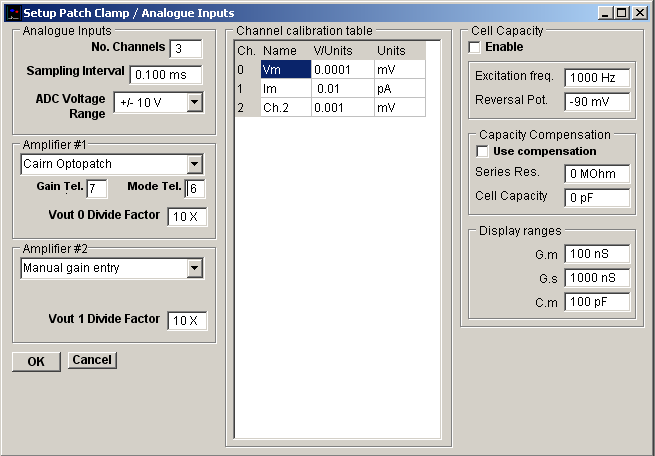 Setup Patch Clamp / Analogue Inputs
Analogue Inputs
No. Channels 3
Sampling Interval 0.100 ms
ADC Voltage Range +/- 10 V
Amplifier #1
Cairn Optopatch
Gain Tel. 7 Mode Tel. 6
Vout 0 Divide Factor 10 X
Amplifier #2
Manual gain entry
Vout 1 Divide Factor 10 X
OK Cancel
Channel calibration table
Ch. Name V/Units Units
0 Vm 0.0001 mV
1 Im 0.01 pA
2 Ch.2 0.001 mV
Cell Capacity
Enable
Excitation freq. 1000 Hz
Reversal Pot. -90 mV
Capacity Compensation
Use compensation
Series Res. 0 MOhm
Cell Capacity 0 pF
Display ranges
G.m 100 nS
G.s 1000 nS
C.m 100 pF